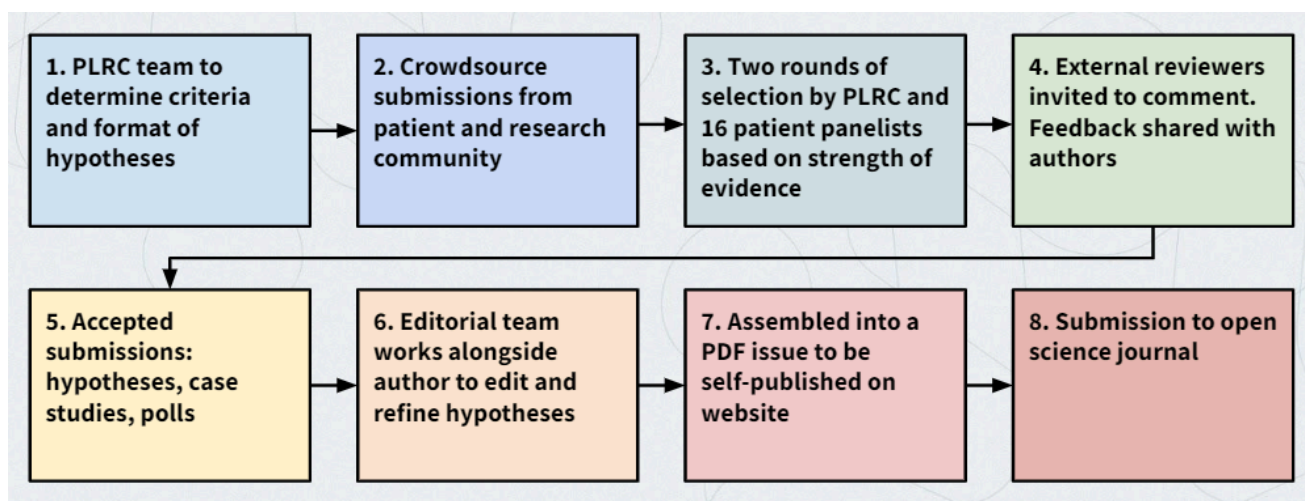 1. PLRC team to
determine criteria
and format of
hypotheses
2. Crowdsource
submissions from
patient and research
community
3. Two rounds of
selection by PLRC and
16 patient panelists
based on strength of
evidence
4. External reviewers
invited to comment.
Feedback shared with
authors
5. Accepted
submissions:
hypotheses, case
studies, polls
6. Editorial team
works alongside
author to edit and
refine hypotheses
7. Assembled into a
PDF issue to be
self-published on
website
8. Submission to open
science journal